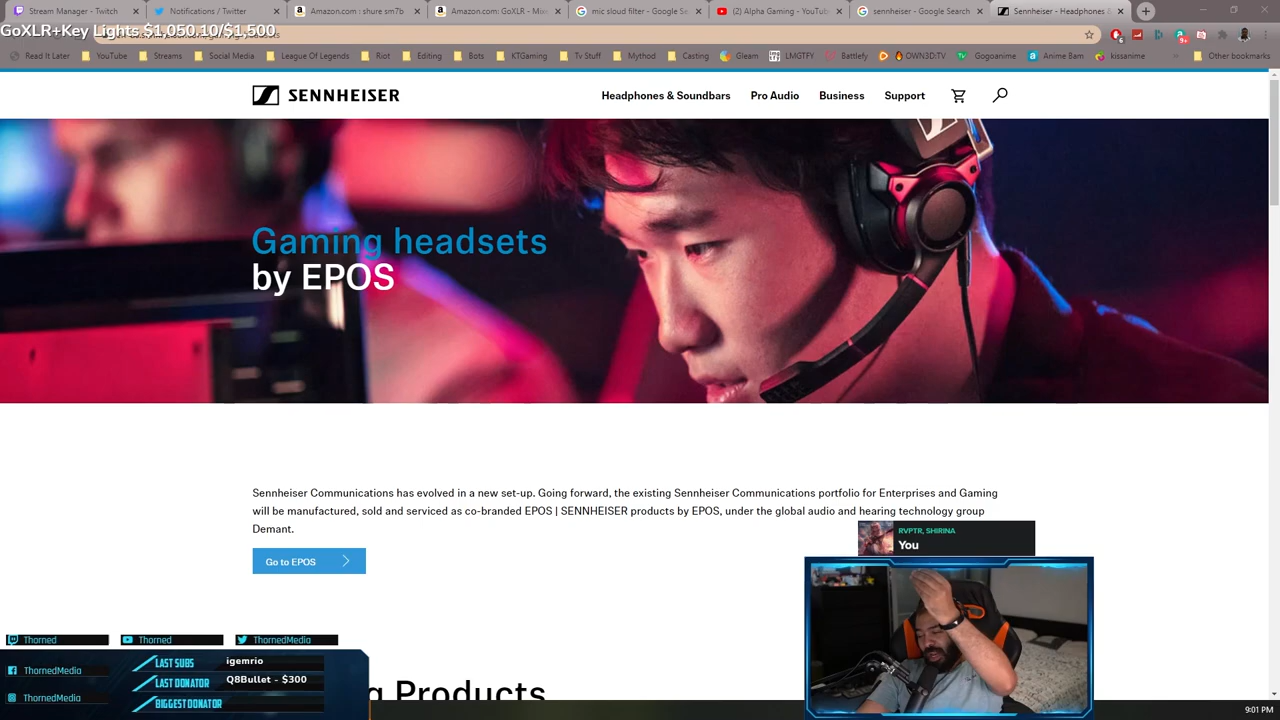 Stream Manager - Twitch
Notifications / Twitter
Amazon.com : shure sm7b
Amazon.com: GoXLR - Mix
mic cloud filter - Google Se
(2) Alpha Gaming - YouTube
sennheiser - Google Search
Sennheiser - Headphones &
GoXLR+Key Lights $1,050.10/$1,500
Read It Later
YouTube
Streams
Social Media
League Of Legends
Riot
Editing
Bots
KTGaming
Tv Stuff
Mythod
Casting
Gleam
LMGTFY
Battlefy
OWN3D.TV
Gogoanime
Anime Bam
kissanime
Other bookmarks
SENNHEISER
Headphones & Soundbars
Pro Audio
Business
Support
Gaming headsets
by EPOS
Sennheiser Communications has evolved in a new set-up. Going forward, the existing Sennheiser Communications portfolio for Enterprises and Gaming
will be manufactured, sold and serviced as co-branded EPOS | SENNHEISER products by EPOS, under the global audio and hearing technology group
Demant.
RVPTR, SHIRINA
You
Go to EPOS
Thorned
Thorned
ThornedMedia
ThornedMedia
LAST SUBS
igemrio
LAST DONATOR
Q8Bullet - $300
ThornedMedia
BIGGEST DONATOR
Products
9:01 PM